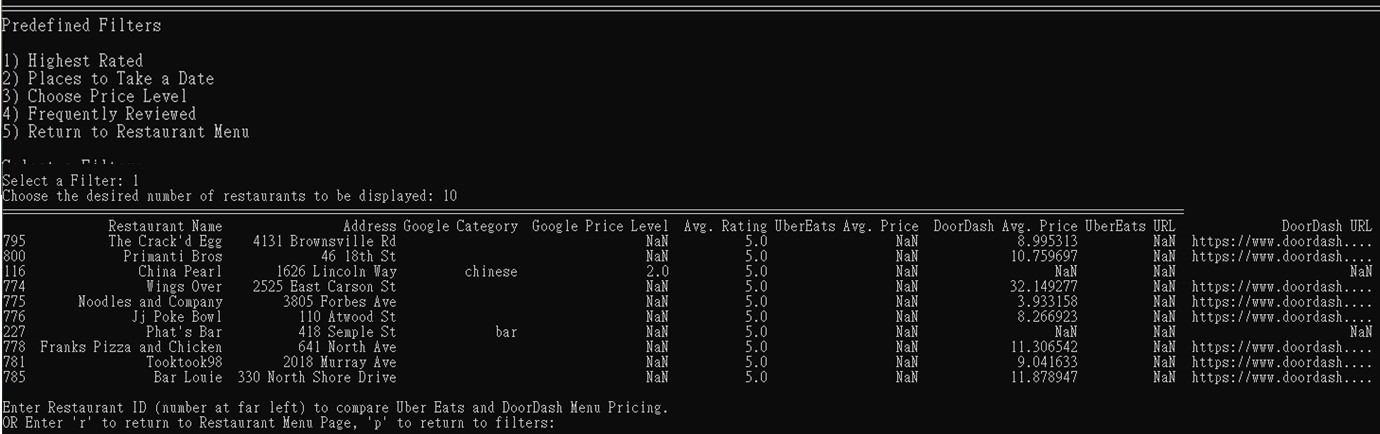 Predefined Filters
1) Highest Rated
2) Places to Take a Date
3) Choose Price Level
4) Frequently Reviewed
5) Return to Restaurant Menu
Select a Filter: 1
Choose the desired number of restaurants to be displayed: 10
Restaurant Name Address Google Category Google Price Level Avg. Rating UberEats Avg. Price DoorDash Avg. Price UberEats URL DoorDash URL
795 The Crack'd Egg 4131 Brownsville Rd NaN 5.0 NaN 8.995313 NaN https://www.doordash....
800 Primanti Bros 46 18th St NaN 5.0 NaN 10.759697 NaN https://www.doordash....
116 China Pearl 1626 Lincoln Way chinese 2.0 5.0 NaN NaN NaN NaN
774 Wings Over 2525 East Carson St NaN 5.0 NaN 32.149277 NaN https://www.doordash....
775 Noodles and Company 3805 Forbes Ave NaN 5.0 NaN 3.933158 NaN https://www.doordash....
776 Jj Poke Bowl 110 Atwood St NaN 5.0 NaN 8.266923 NaN https://www.doordash....
227 Phat's Bar 418 Semple St bar NaN 5.0 NaN NaN NaN NaN
778 Franks Pizza and Chicken 641 North Ave NaN 5.0 NaN 11.306542 NaN https://www.doordash....
781 Tooktook98 2018 Murray Ave NaN 5.0 NaN 9.041633 NaN https://www.doordash....
785 Bar Louie 330 North Shore Drive NaN 5.0 NaN 11.878947 NaN https://www.doordash....
Enter Restaurant ID (number at far left) to compare Uber Eats and DoorDash Menu Pricing.
OR Enter 'r' to return to Restaurant Menu Page, 'p' to return to filters: